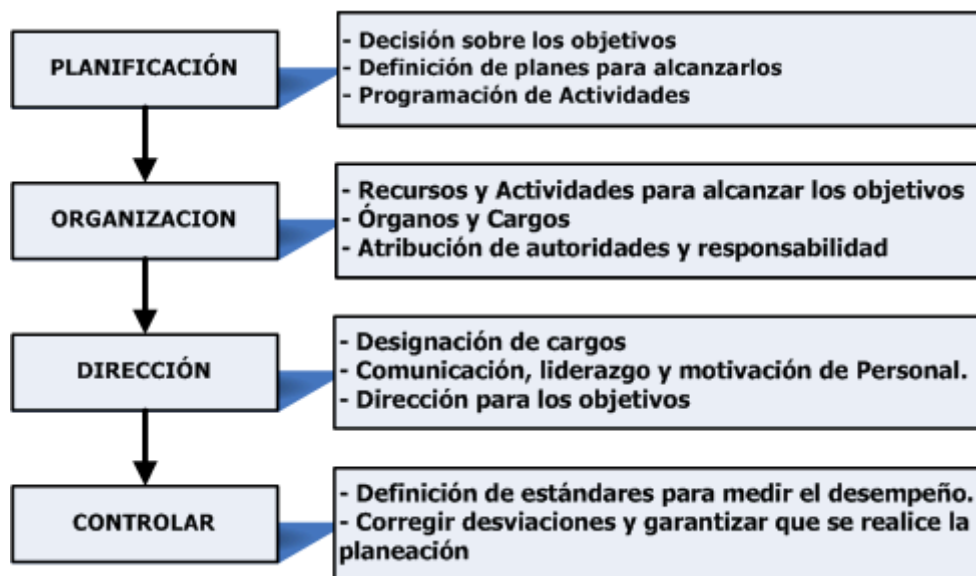 PLANIFICACIÓN
- Decisión sobre los objetivos
- Definición de planes para alcanzarlos
- Programación de Actividades
ORGANIZACION
- Recursos y Actividades para alcanzar los objetivos
- Órganos y Cargos
- Atribución de autoridades y responsabilidad
DIRECCIÓN
- Designación de cargos
- Comunicación, liderazgo y motivación de Personal.
- Dirección para los objetivos
CONTROLAR
- Definición de estándares para medir el desempeño.
- Corregir desviaciones y garantizar que se realice la
planeación